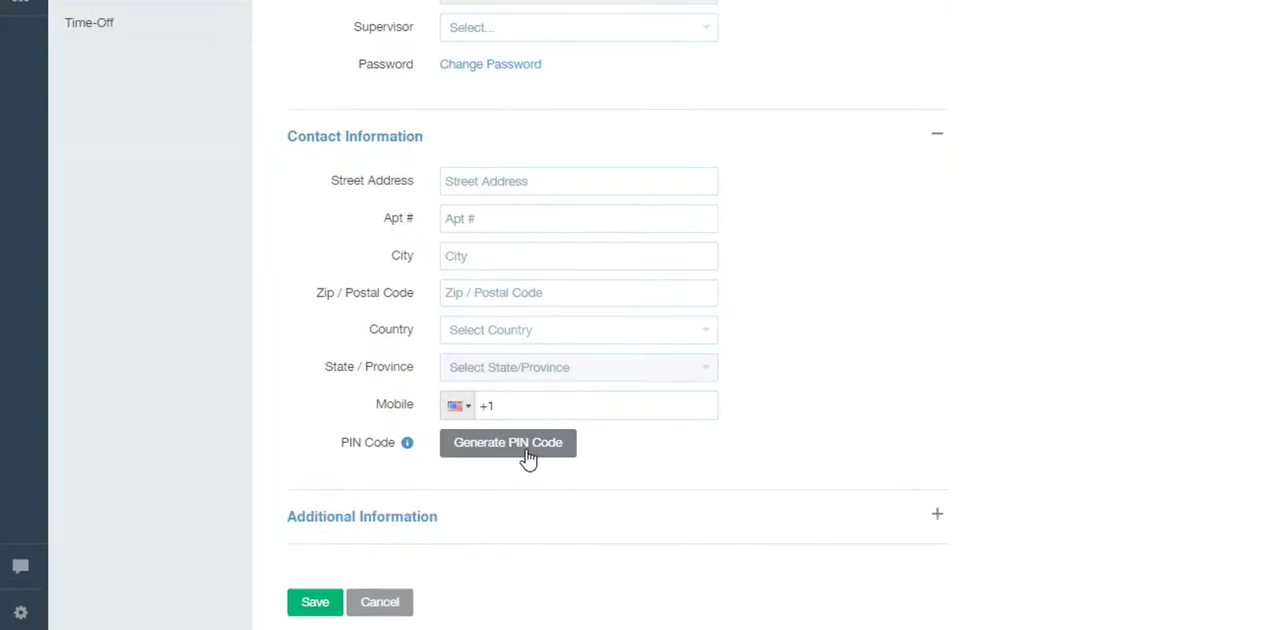 Time-Off
Supervisor Select...
Password Change Password
Contact Information
Street Address Street Address
Apt # Apt #
City City
Zip / Postal Code Zip / Postal Code
Country Select Country
State / Province Select State/Province
Mobile +1
PIN Code Generate PIN Code
Additional Information
Save Cancel